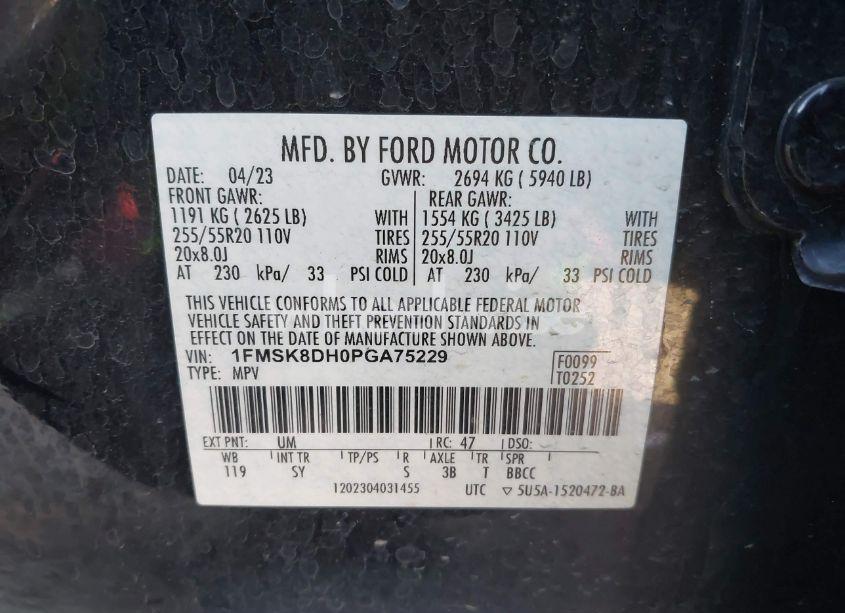 MFD. BY FORD MOTOR CO.
DATE: 04/23 GVWR: 2694 KG ( 5940 LB)
FRONT GAWR: REAR GAWR:
1191 KG ( 2625 LB) WITH 1554 KG ( 3425 LB) WITH
255/55R20 110V TIRES 255/55R20 110V TIRES
20x8.0J RIMS 20x8.0J RIMS
AT 230 kPa/ 33 PSI COLD AT 230 kPa/ 33 PSI COLD
THIS VEHICLE CONFORMS TO ALL APPLICABLE FEDERAL MOTOR
VEHICLE SAFETY AND THEFT PREVENTION STANDARDS IN
EFFECT ON THE DATE OF MANUFACTURE SHOWN ABOVE.
VIN: 1FMSK8DH0PGA75229 F0099
TYPE: MPV T0252
EXT PNT: UM RC: 47 DSO:
WB INT TR TP/PS R AXLE TR SPR
119 SY S 3B T BBCC
1202304031455 UTC ▽ 5U5A-1520472-BA